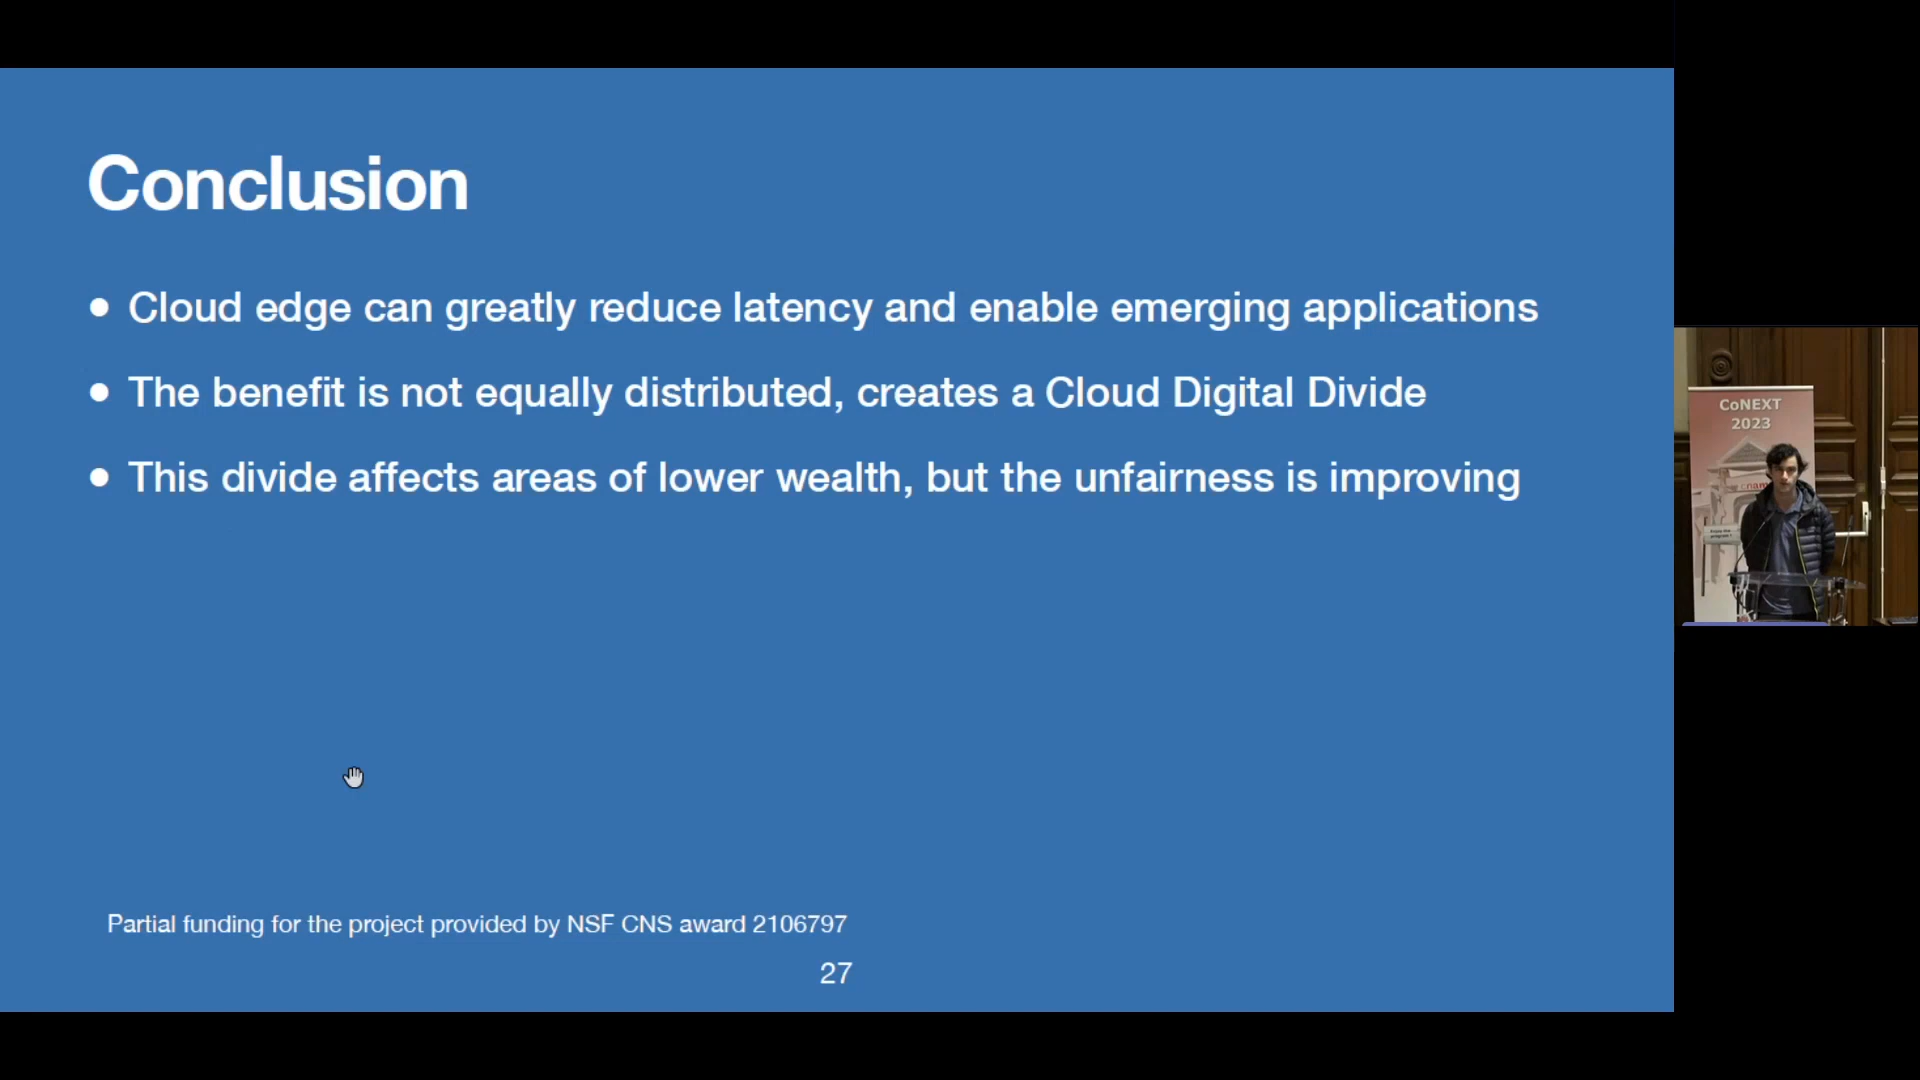 Conclusion
● Cloud edge can greatly reduce latency and enable emerging applications
● The benefit is not equally distributed, creates a Cloud Digital Divide
● This divide affects areas of lower wealth, but the unfairness is improving
Partial funding for the project provided by NSF CNS award 2106797
27
CoNEXT
2023